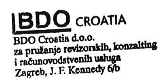 BDO CROATIA
BDO Croatia d.o.o.
za pružanje revizorskih, konzalting
i računovodstvenih usluga
Zagreb, J. F. Kennedy 6/b